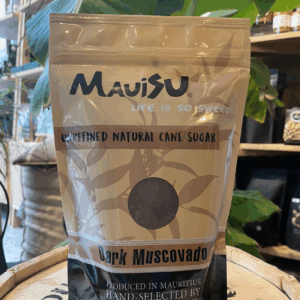 MAUiSU
LiFE iS SO SWEET
UNREFINED NATURAL CANE SUGAR
Dark Muscovado
PRODUCED IN MAURITIUS
HAND-SELECTED BY